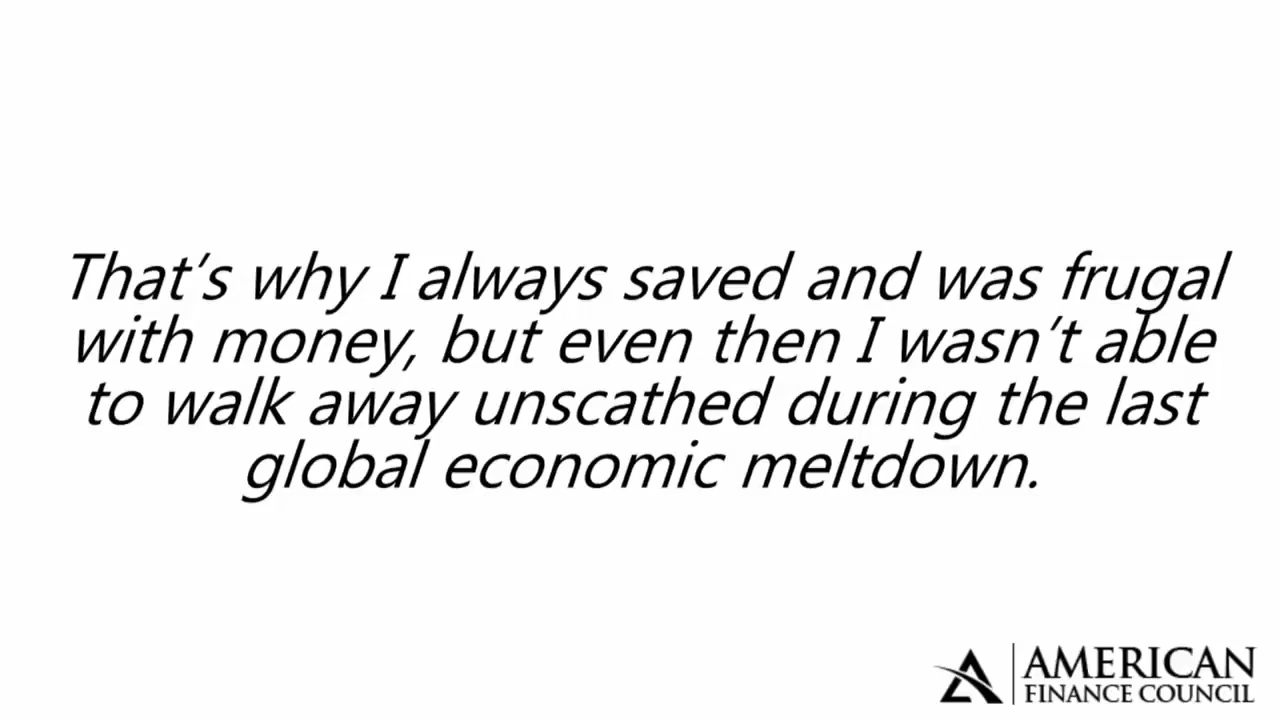 That's why I always saved and was frugal
with money, but even then I wasn't able
to walk away unscathed during the last
global economic meltdown.
AMERICAN
FINANCE COUNCIL